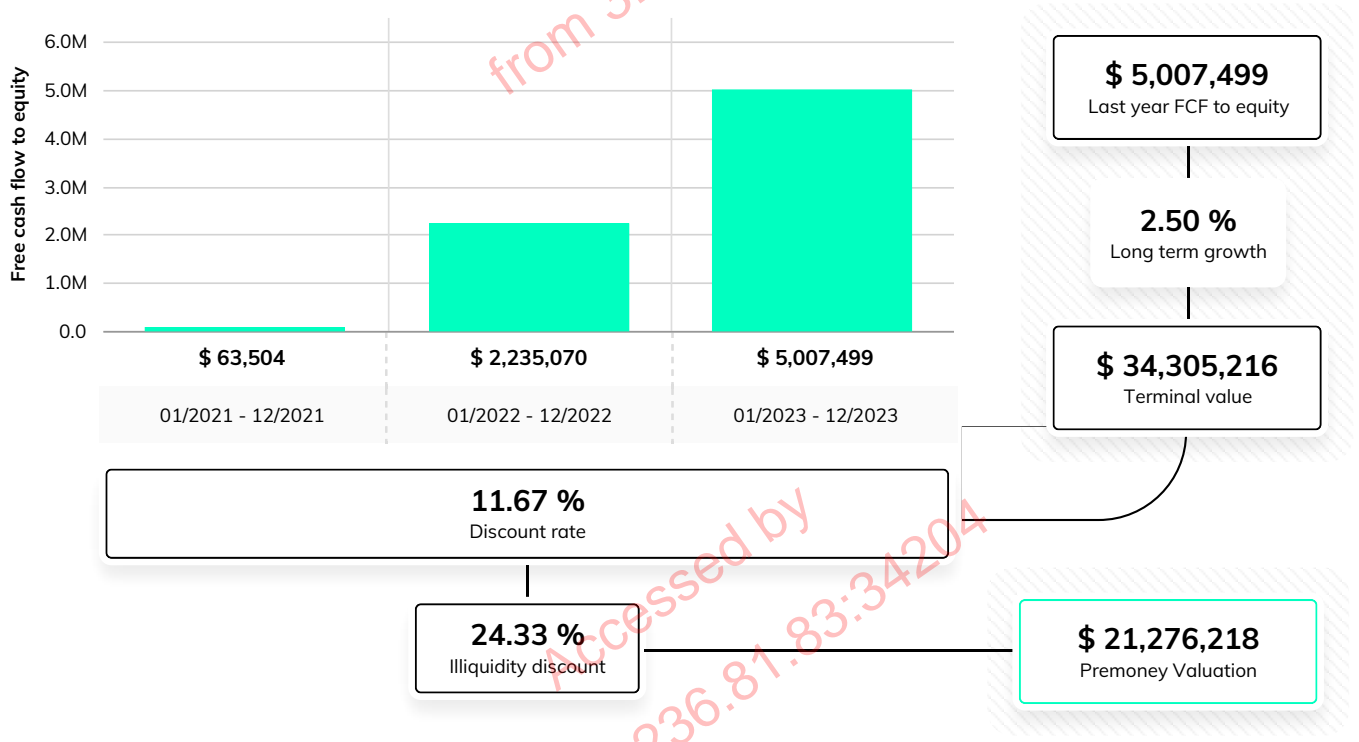 Free cash flow to equity
6.0M
5.0M
4.0M
3.0M
2.0M
1.0M
0.0
$ 63,504
$ 2,235,070
$ 5,007,499
01/2021 - 12/2021
01/2022 - 12/2022
01/2023 - 12/2023
11.67 %
Discount rate
24.33 %
Illiquidity discount
$ 5,007,499
Last year FCF to equity
2.50 %
Long term growth
$ 34,305,216
Terminal value
$ 21,276,218
Premoney Valuation
from
Accessed by
236.81.83:34204